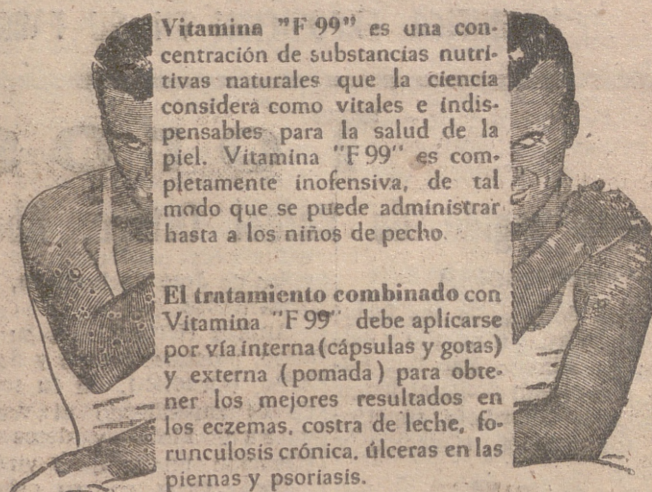 Vitamina "F 99" es una con-
centración de substancias nutri-
tivas naturales que la ciencia
considera como vitales e indis-
pensables para la salud de la
piel. Vitamina "F 99" es com-
pletamente inofensiva, de tal
modo que se puede administrar
hasta a los niños de pecho.
El tratamiento combinado con
Vitamina "F 99" debe aplicarse
por vía interna (cápsulas y gotas)
y externa (pomada) para obte-
ner los mejores resultados en
los eczemas, costra de leche, fo-
runculosis crónica, úlceras en las
piernas y psoriasis.